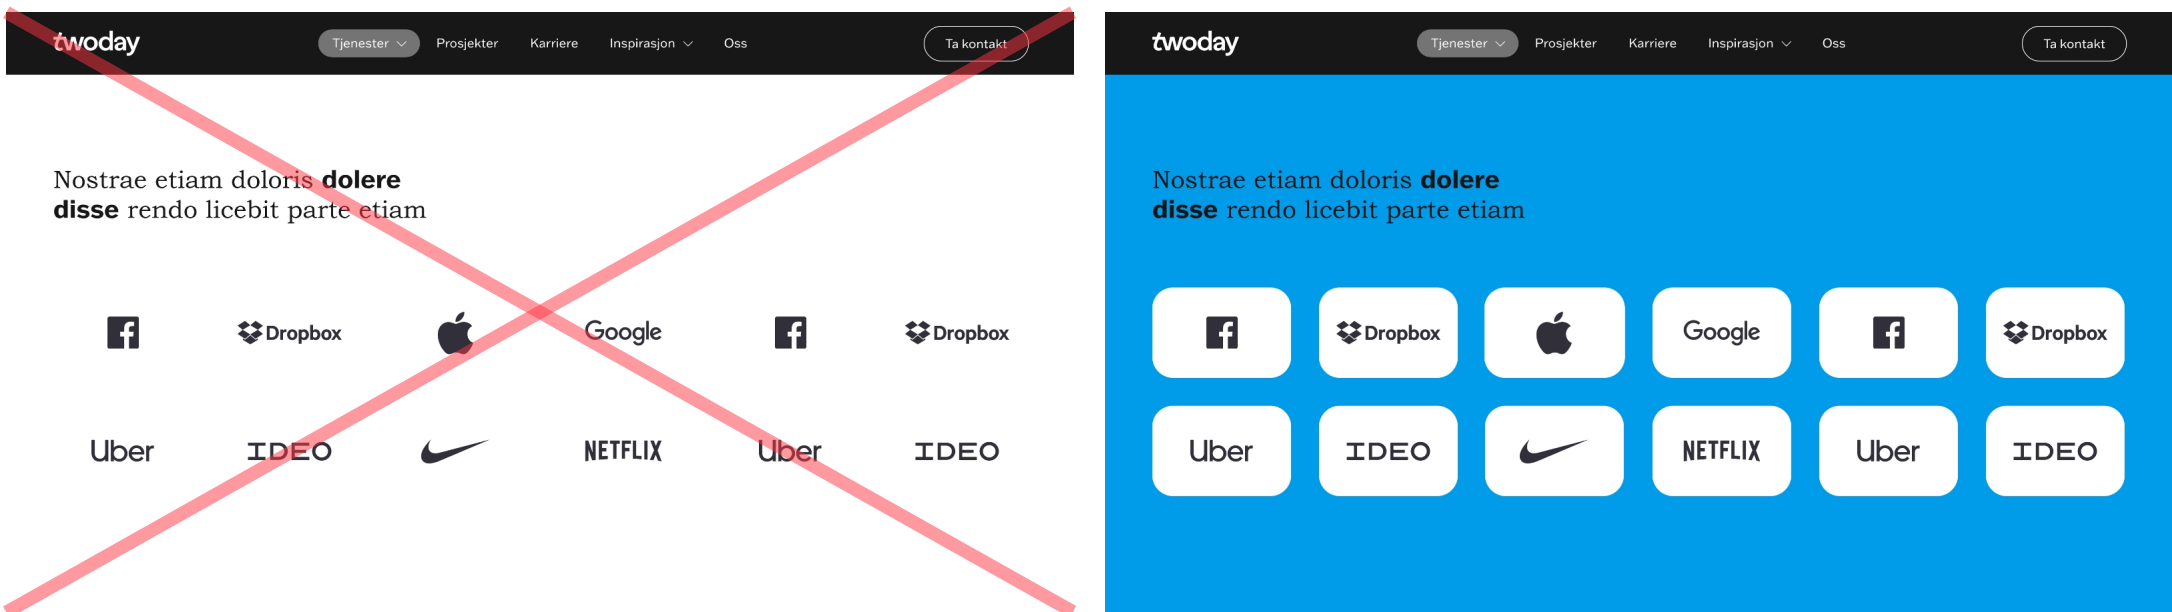 twoday Tjenester Prosjekter Karriere Inspirasjon Oss Ta kontakt
Nostrae etiam doloris dolere
disse rendo licebit parte etiam
Dropbox Google Dropbox
Uber IDEO NETFLIX Uber IDEO
twoday Tjenester Prosjekter Karriere Inspirasjon Oss Ta kontakt
Nostrae etiam doloris dolere
disse rendo licebit parte etiam
Dropbox Google Dropbox
Uber IDEO NETFLIX Uber IDEO